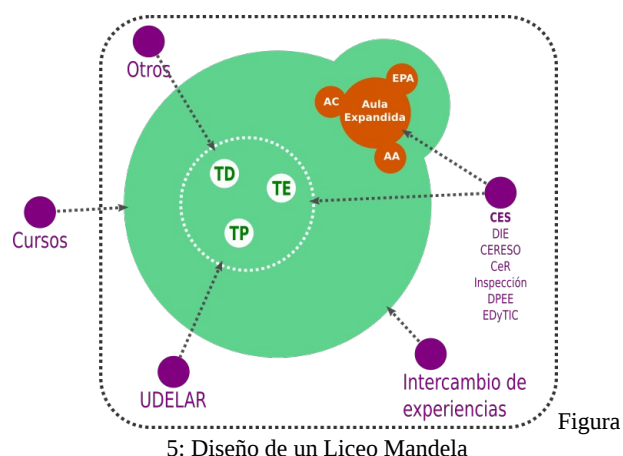 Otros
EPA
AC
Aula
Expandida
AA
TD
TE
TP
CES
DIE
CERESO
CeR
Inspección
DPEE
EDyTIC
Cursos
UDELAR
Intercambio de
experiencias
Figura
5: Diseño de un Liceo Mandela